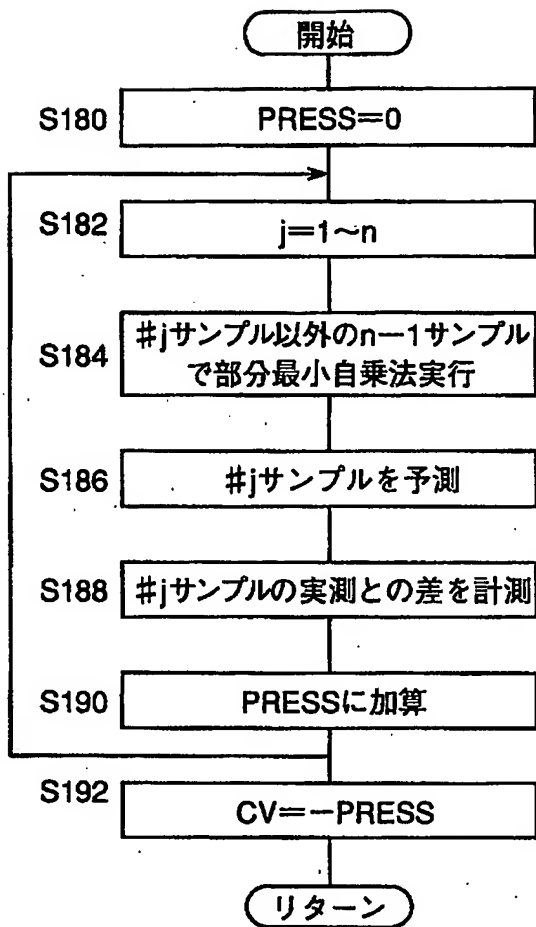 開始
S180
PRESS=0
S182
j=1〜n
S184
#jサンプル以外のn−1サンプル
で部分最小自乗法実行
S186
#jサンプルを予測
S188
#jサンプルの実測との差を計測
S190
PRESSに加算
S192
CV=−PRESS
リターン